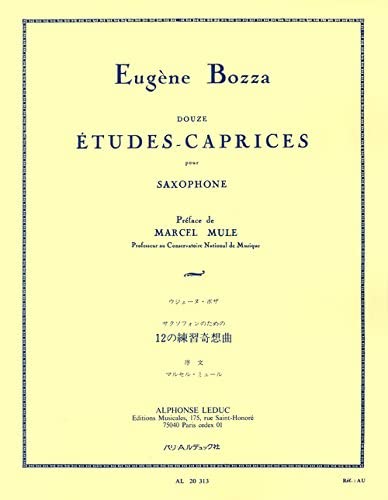 Eugène Bozza
DOUZE
ÉTUDES-CAPRICES
pour
SAXOPHONE
Préface de
MARCEL MULE
Professeur au Conservatoire National de Musique
ウジェーヌ・ボザ
サクソフォンのための
12の練習奇想曲
序 文
マルセル・ミュール
ALPHONSE LEDUC
Editions Musicales, 175, rue Saint-Honoré
75040 Paris cedex 01
パリA.ルデュック社
AL 20 313
Réf. : AU